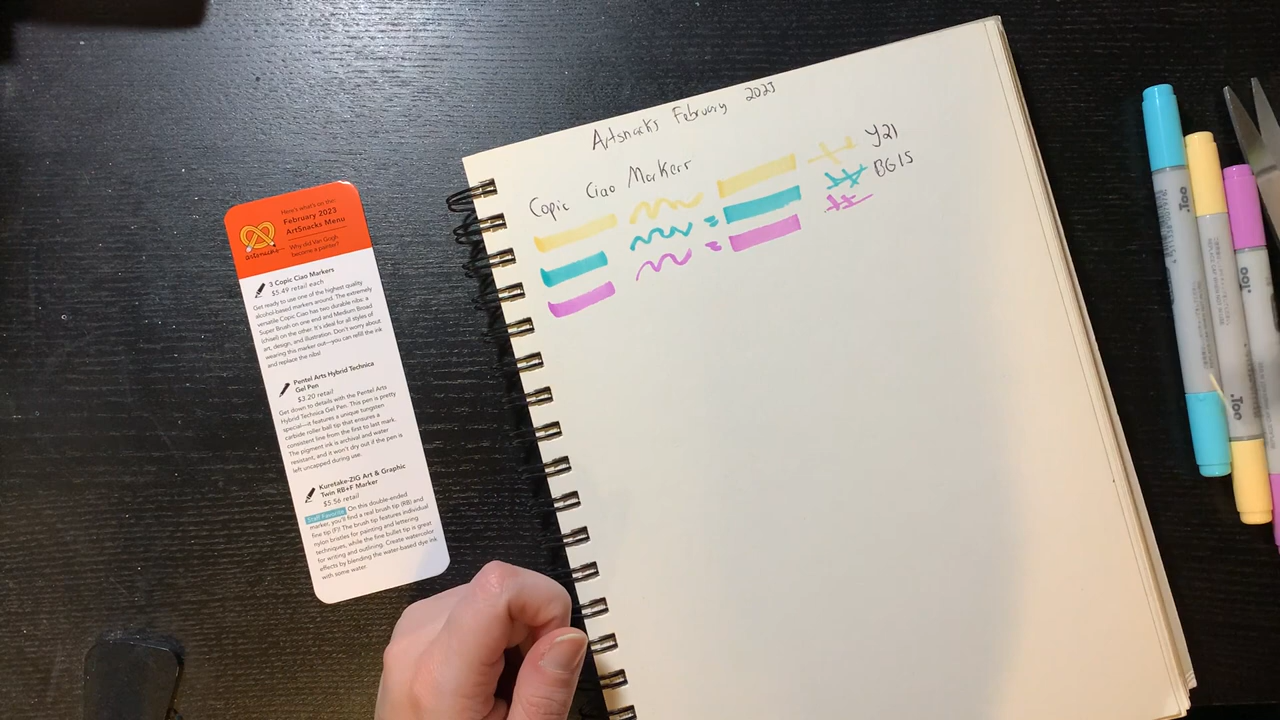 Here's what's on the:
February 2023
ArtSnacks Menu
Why did Van Gogh
become a painter?
artsnacks
3 Copic Ciao Markers
$5.49 retail each
Get ready to use one of the highest quality
alcohol-based markers around. The extremely
versatile Copic Ciao has two durable nibs: a
Super Brush on one end and Medium Broad
(chisel) on the other. It's ideal for all styles of
art, design, and illustration. Don't worry about
wearing this marker out—you can refill the ink
and replace the nibs!
Pentel Arts Hybrid Technica
Gel Pen
$3.20 retail
Get down to details with the Pentel Arts
Hybrid Technica Gel Pen. This pen is pretty
special—it features a unique tungsten
carbide roller ball tip that ensures a
consistent line from the first to last mark.
The pigment ink is archival and water
resistant, and it won't dry out if the pen is
left uncapped during use.
Kuretake-ZIG Art & Graphic
Twin RB+F Marker
$5.56 retail
Staff Favorite On this double-ended
marker, you'll find a real brush tip (RB) and
fine tip (F)! The brush tip features individual
nylon bristles for painting and lettering
techniques, while the fine bullet tip is great
for writing and outlining. Create watercolor
effects by blending the water-based dye ink
with some water.
Artsnacks February 2023
Copic Ciao Markers
Y21
BG15
.Too
.Too
.Too